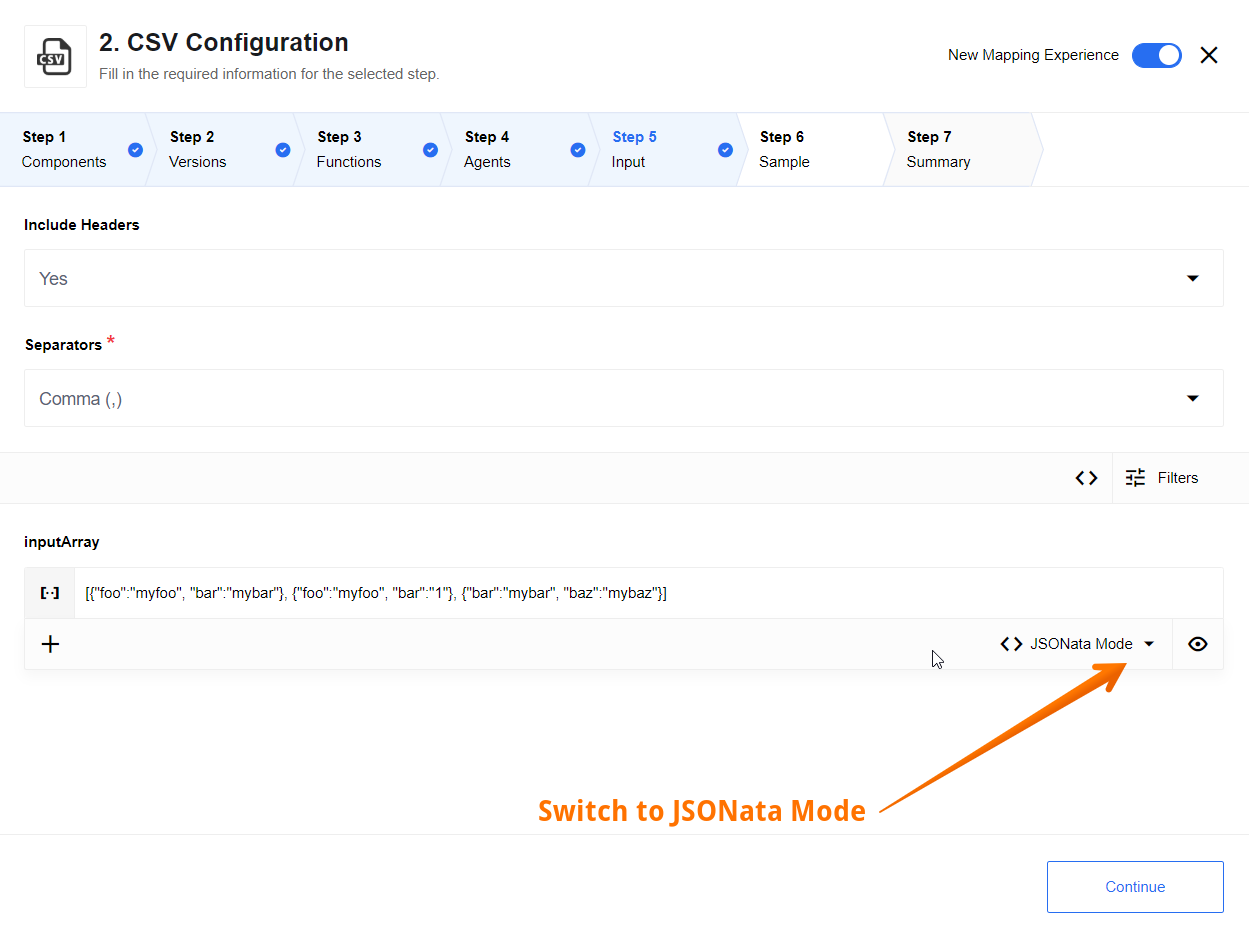 CSV
2. CSV Configuration
Fill in the required information for the selected step.
New Mapping Experience
Step 1
Components
Step 2
Versions
Step 3
Functions
Step 4
Agents
Step 5
Input
Step 6
Sample
Step 7
Summary
Include Headers
Yes
Separators *
Comma (,)
Filters
inputArray
[{"foo":"myfoo", "bar":"mybar"}, {"foo":"myfoo", "bar":"1"}, {"bar":"mybar", "baz":"mybaz"}]
JSONata Mode
Switch to JSONata Mode
Continue